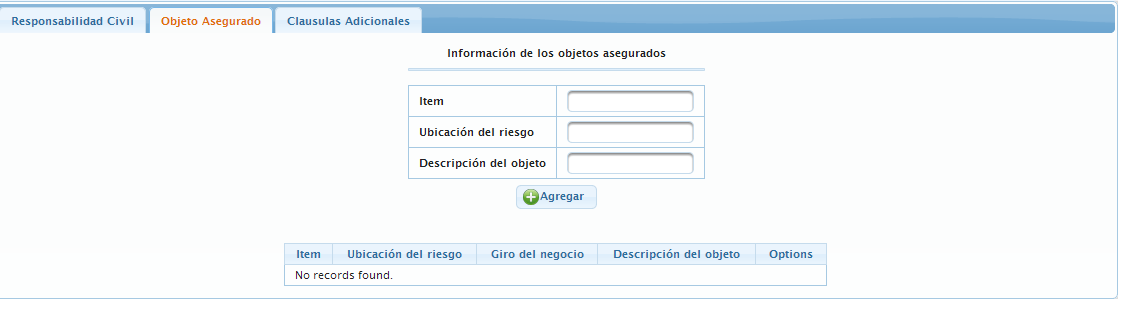 Responsabilidad Civil Objeto Asegurado Clausulas Adicionales
Información de los objetos asegurados
Item
Ubicación del riesgo
Descripción del objeto
Agregar
Item Ubicación del riesgo Giro del negocio Descripción del objeto Options
No records found.